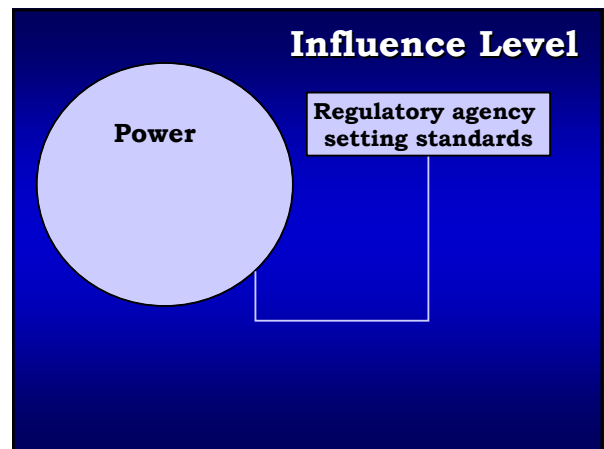 Influence Level
Power
Regulatory agency
setting standards